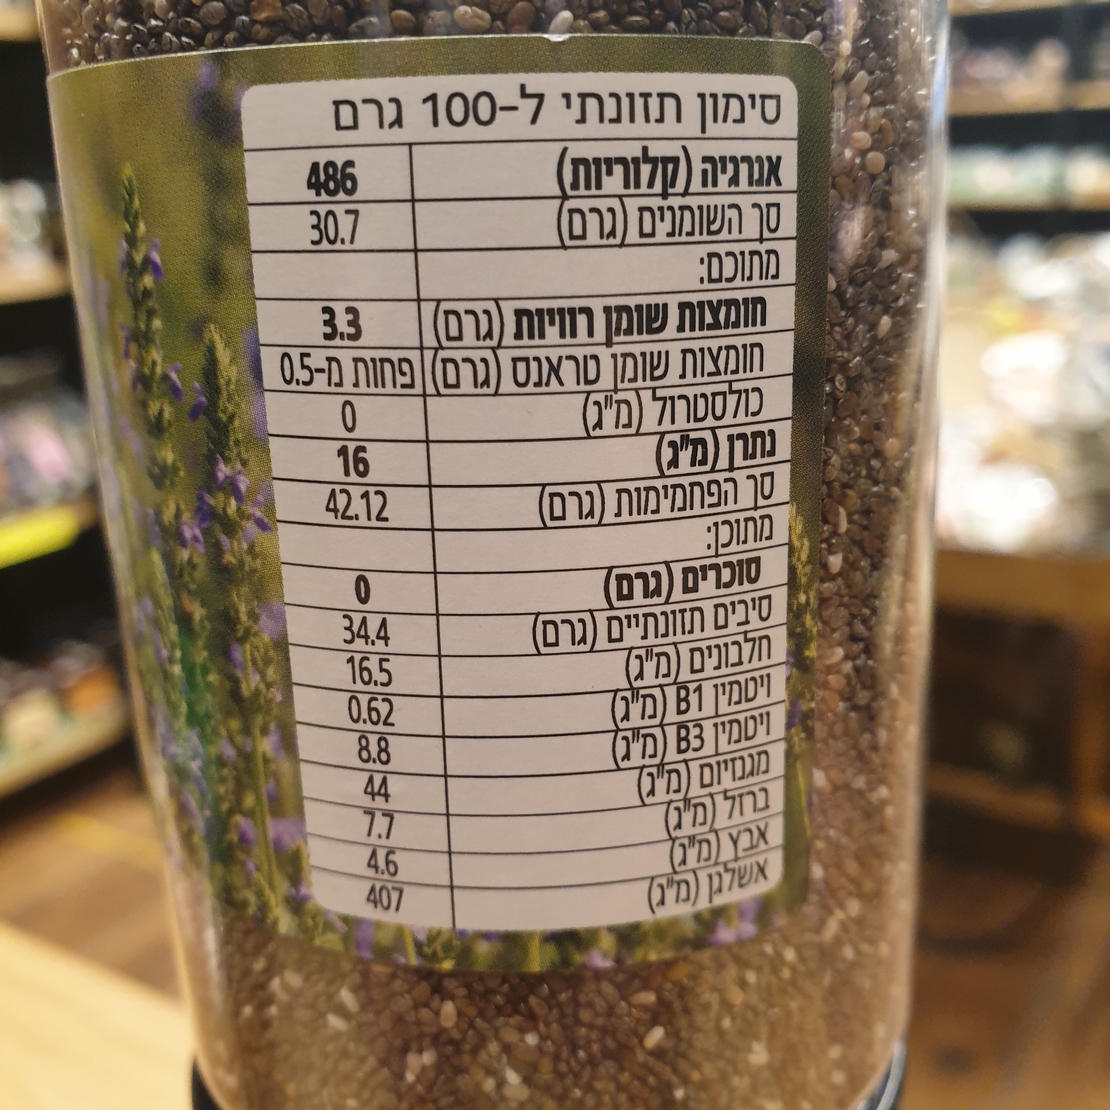 סימון תזונתי ל-100 גרם
אנרגיה (קלוריות) 486
סך השומנים (גרם) 30.7
מתוכם:
חומצות שומן רוויות (גרם) 3.3
חומצות שומן טראנס (גרם) פחות מ-0.5
כולסטרול (מ"ג) 0
נתרן (מ"ג) 16
סך הפחמימות (גרם) 42.12
מתוכן:
סוכרים (גרם) 0
סיבים תזונתיים (גרם) 34.4
חלבונים (מ"ג) 16.5
ויטמין B1 (מ"ג) 0.62
ויטמין B3 (מ"ג) 8.8
מגנזיום (מ"ג) 44
ברזל (מ"ג) 7.7
אבץ (מ"ג) 4.6
אשלגן (מ"ג) 407